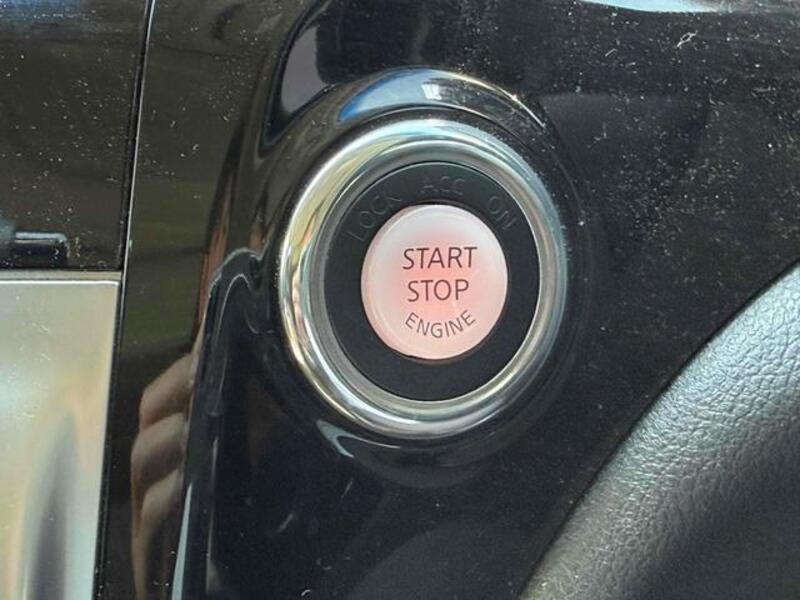 LOCK ACC ON
START
STOP
ENGINE